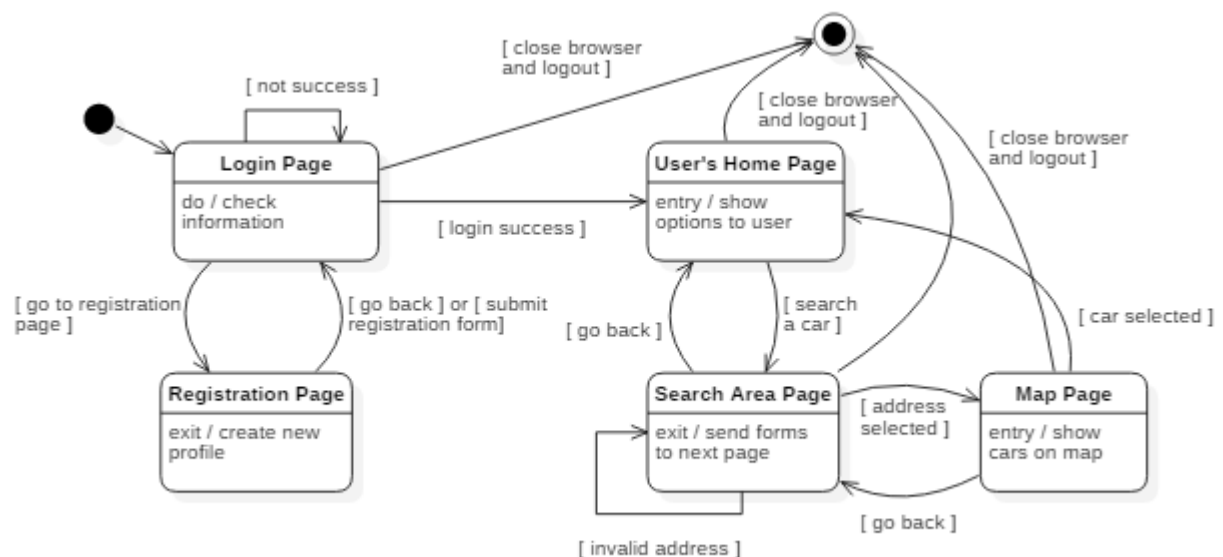 [ close browser
and logout ]
[ not success ]
[ close browser
and logout ]
[ close browser
and logout ]
Login Page
do / check
information
User's Home Page
entry / show
options to user
[ login success ]
[ go to registration
page ]
[ go back ] or [ submit
registration form]
[ go back ]
[ search
a car ]
[ car selected ]
Registration Page
exit / create new
profile
Search Area Page
exit / send forms
to next page
[ address
selected ]
Map Page
entry / show
cars on map
[ go back ]
[ invalid address ]